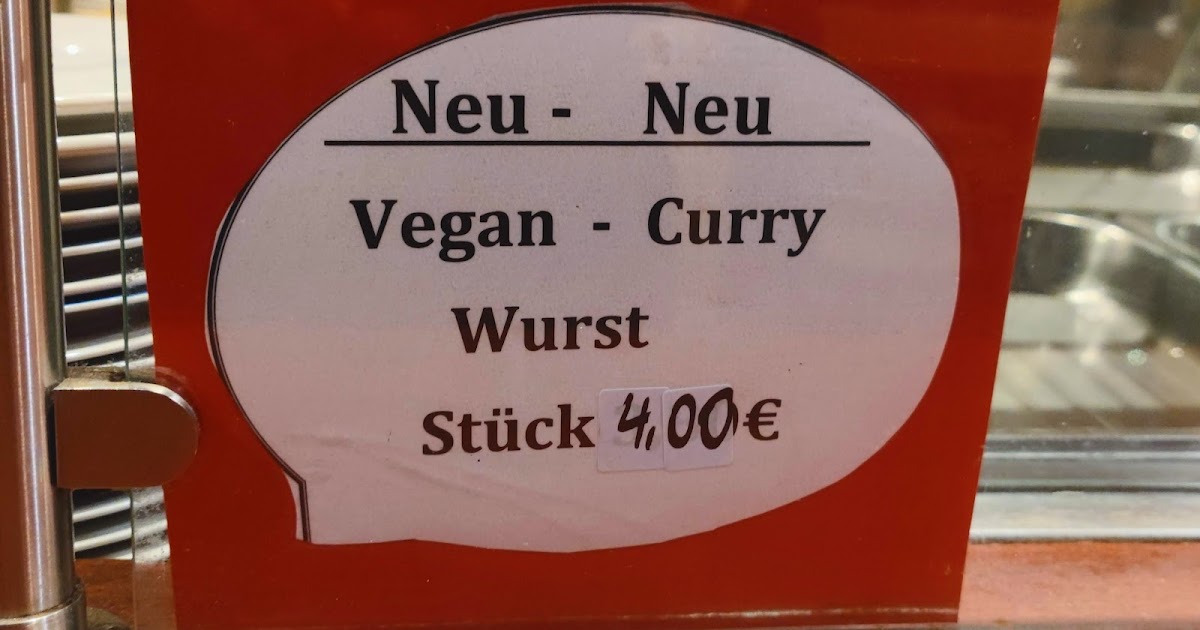 Neu - Neu
Vegan - Curry
Wurst
Stück 4,00€